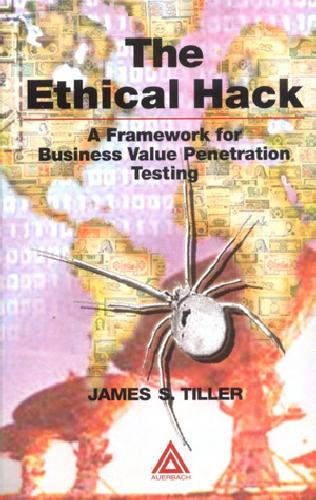 The
Ethical Hack
A Framework for
Business Value Penetration
Testing
JAMES S. TILLER
AUERBACH